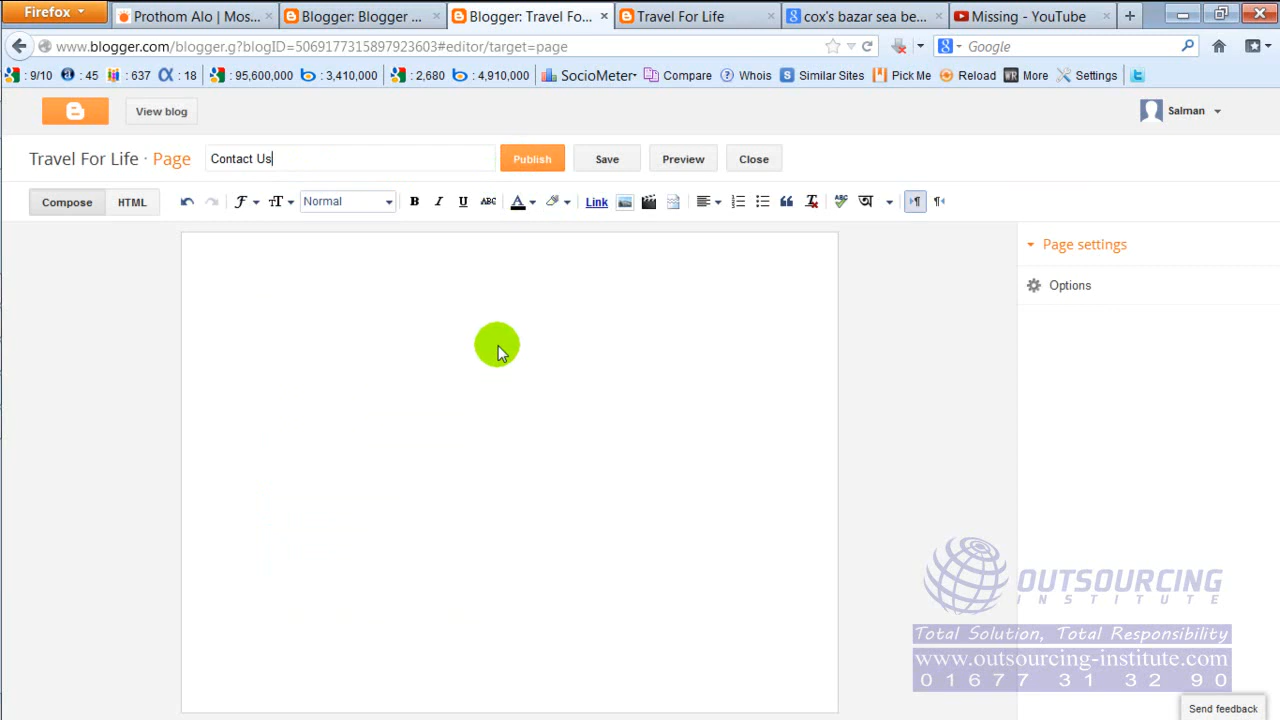 Firefox
Prothom Alo | Mos...
Blogger: Blogger ...
Blogger: Travel Fo...
Travel For Life
cox's bazar sea be...
Missing - YouTube
www.blogger.com/blogger.g?blogID=5069177315897923603#editor/target=page
Google
: 9/10 : 45 : 637 : 18 : 95,600,000 : 3,410,000 : 2,680 : 4,910,000 SocioMeter Compare Whois Similar Sites Pick Me Reload More Settings
View blog
Salman
Travel For Life · Page
Contact Us
Publish
Save
Preview
Close
Compose
HTML
Normal
B I U ABC A Link
Page settings
Options
OUTSOURCING
INSTITUTE
Total Solution, Total Responsibility
www.outsourcing-institute.com
01677 31 32 90
Send feedback